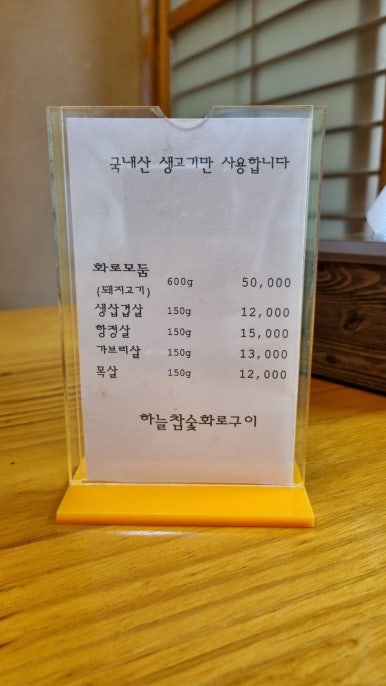 국내산 생고기만 사용합니다
화로모둠
(돼지고기) 600g 50,000
생삼겹살 150g 12,000
항정살 150g 15,000
가브리살 150g 13,000
목살 150g 12,000
하늘참숯화로구이